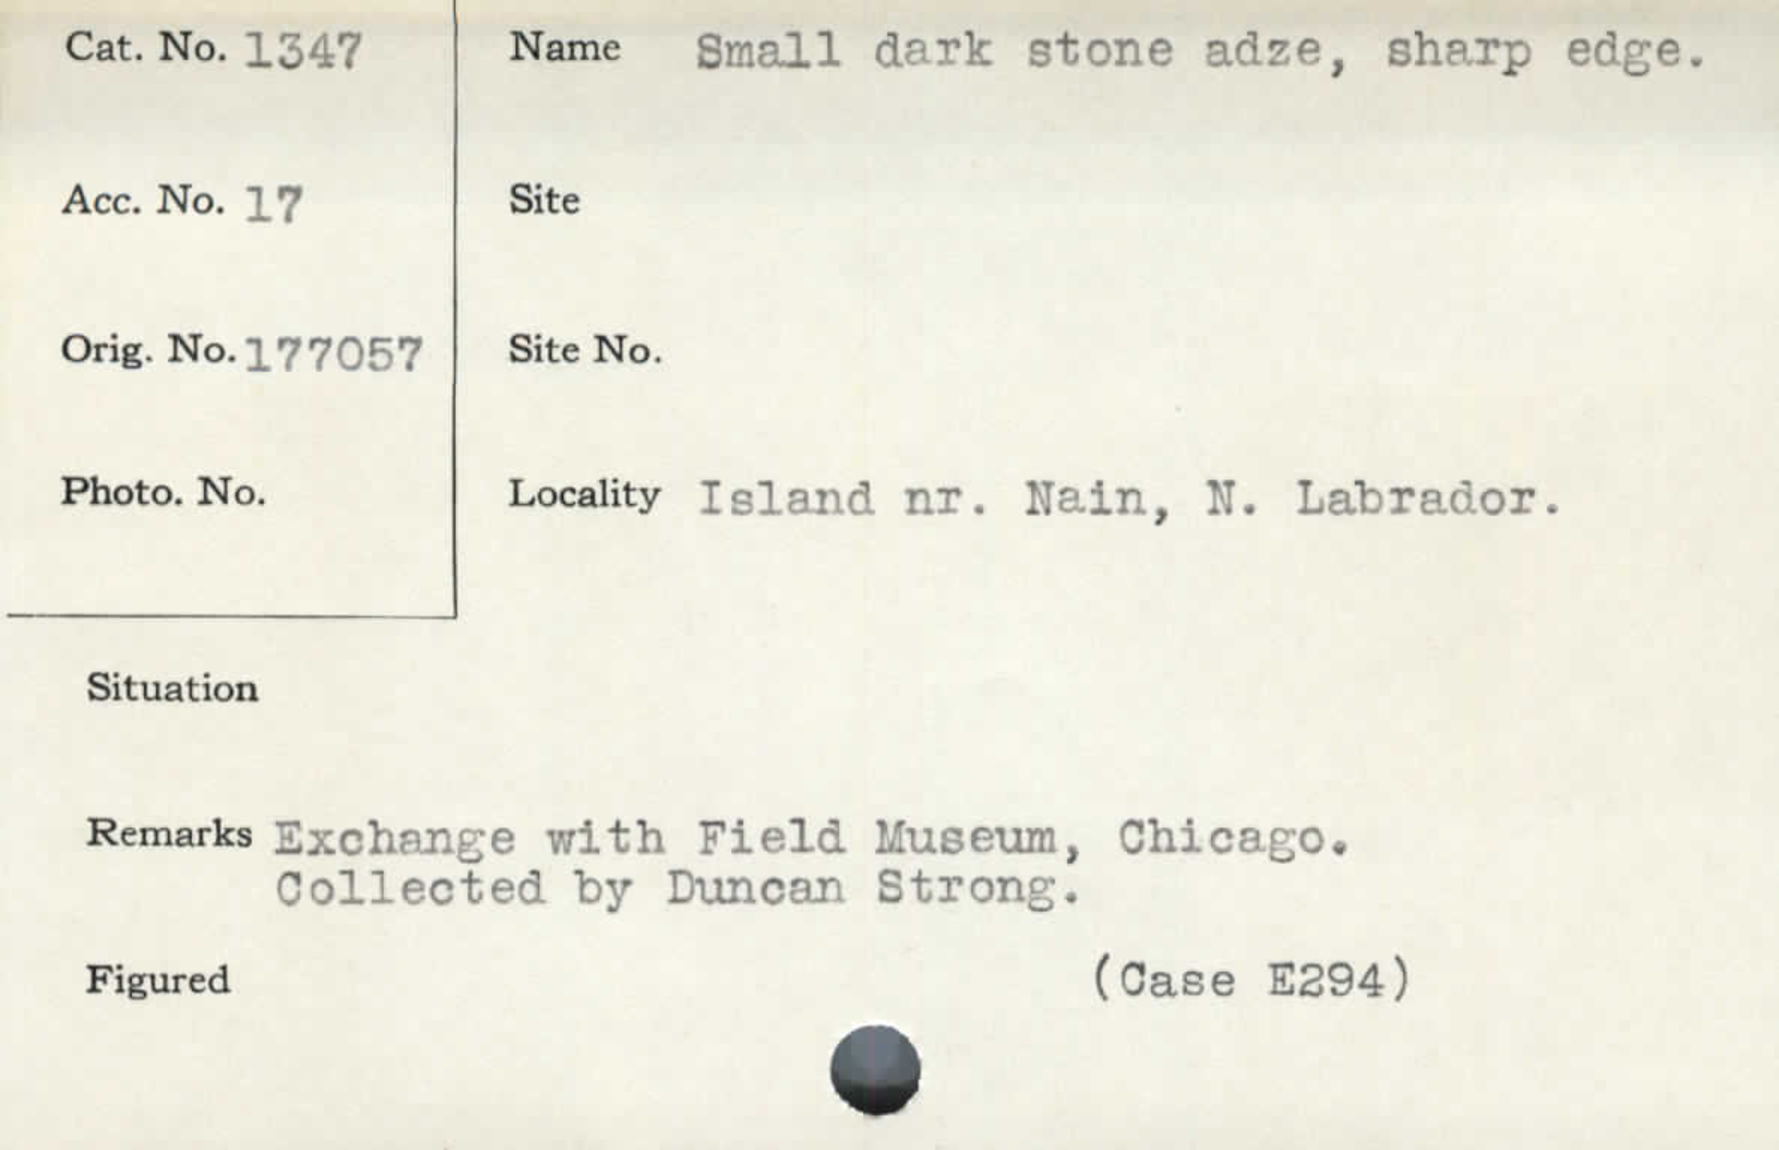 Cat. No. 1347
Name Small dark stone adze, sharp edge.
Acc. No. 17
Site
Orig. No. 177057
Site No.
Photo. No.
Locality Island nr. Nain, N. Labrador.
Situation
Remarks Exchange with Field Museum, Chicago.
Collected by Duncan Strong.
Figured
(Case E294)